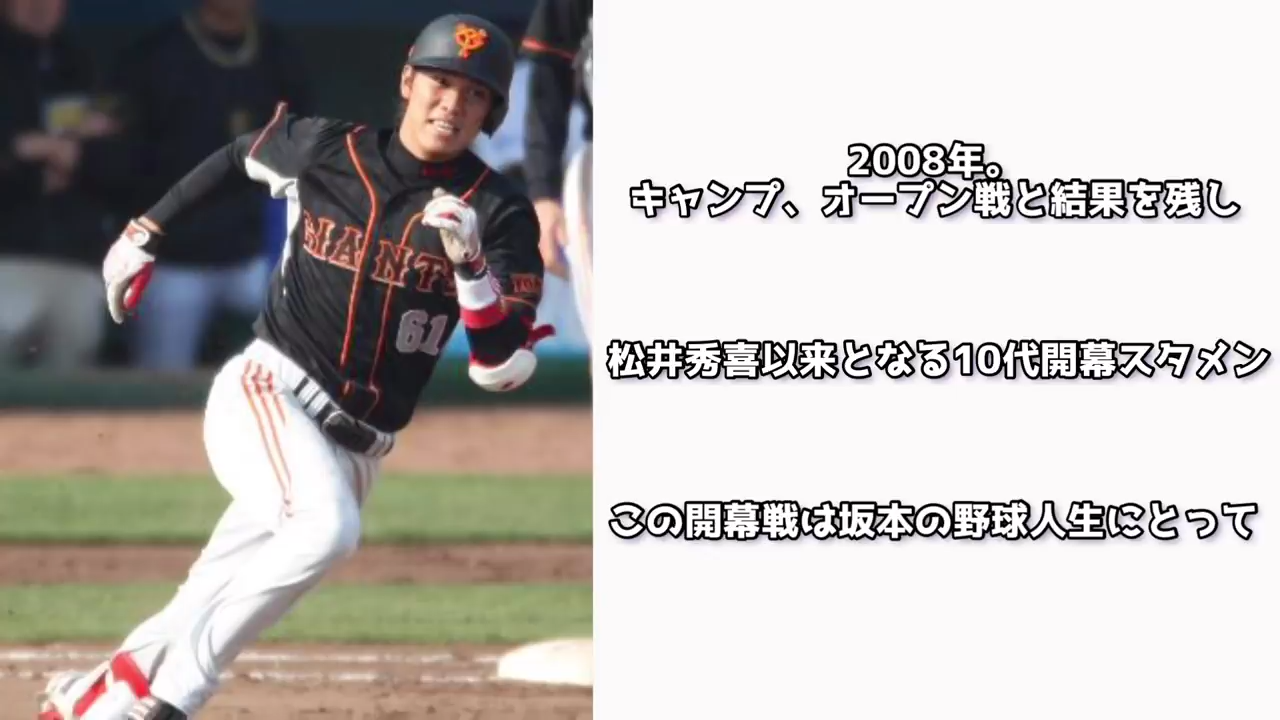 2008年。
キャンプ、オープン戦と結果を残し
松井秀喜以来となる10代開幕スタメン
この開幕戦は坂本の野球人生にとって
GIANTS
61